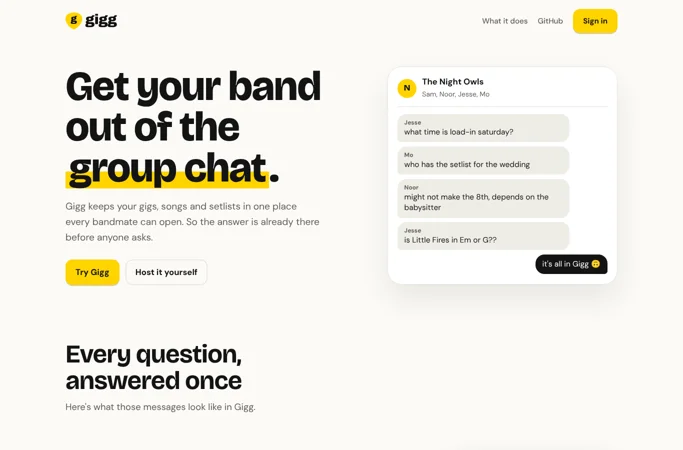 g gigg
What it does
GitHub
Sign in
Get your band
out of the
group chat.
Gigg keeps your gigs, songs and setlists in one place
every bandmate can open. So the answer is already there
before anyone asks.
Try Gigg
Host it yourself
N
The Night Owls
Sam, Noor, Jesse, Mo
Jesse
what time is load-in saturday?
Mo
who has the setlist for the wedding
Noor
might not make the 8th, depends on the
babysitter
Jesse
is Little Fires in Em or G??
it's all in Gigg 🙃
Every question,
answered once
Here's what those messages look like in Gigg.